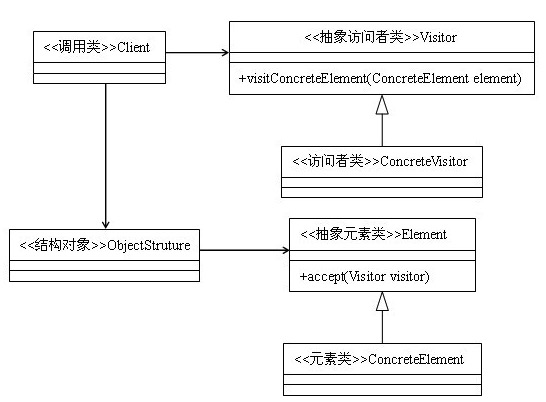 <<调用类>>Client
<<抽象访问者类>>Visitor
+visitConcreteElement(ConcreteElement element)
<<访问者类>>ConcreteVisitor
<<结构对象>>ObjectStruture
<<抽象元素类>>Element
+accept(Visitor visitor)
<<元素类>>ConcreteElement